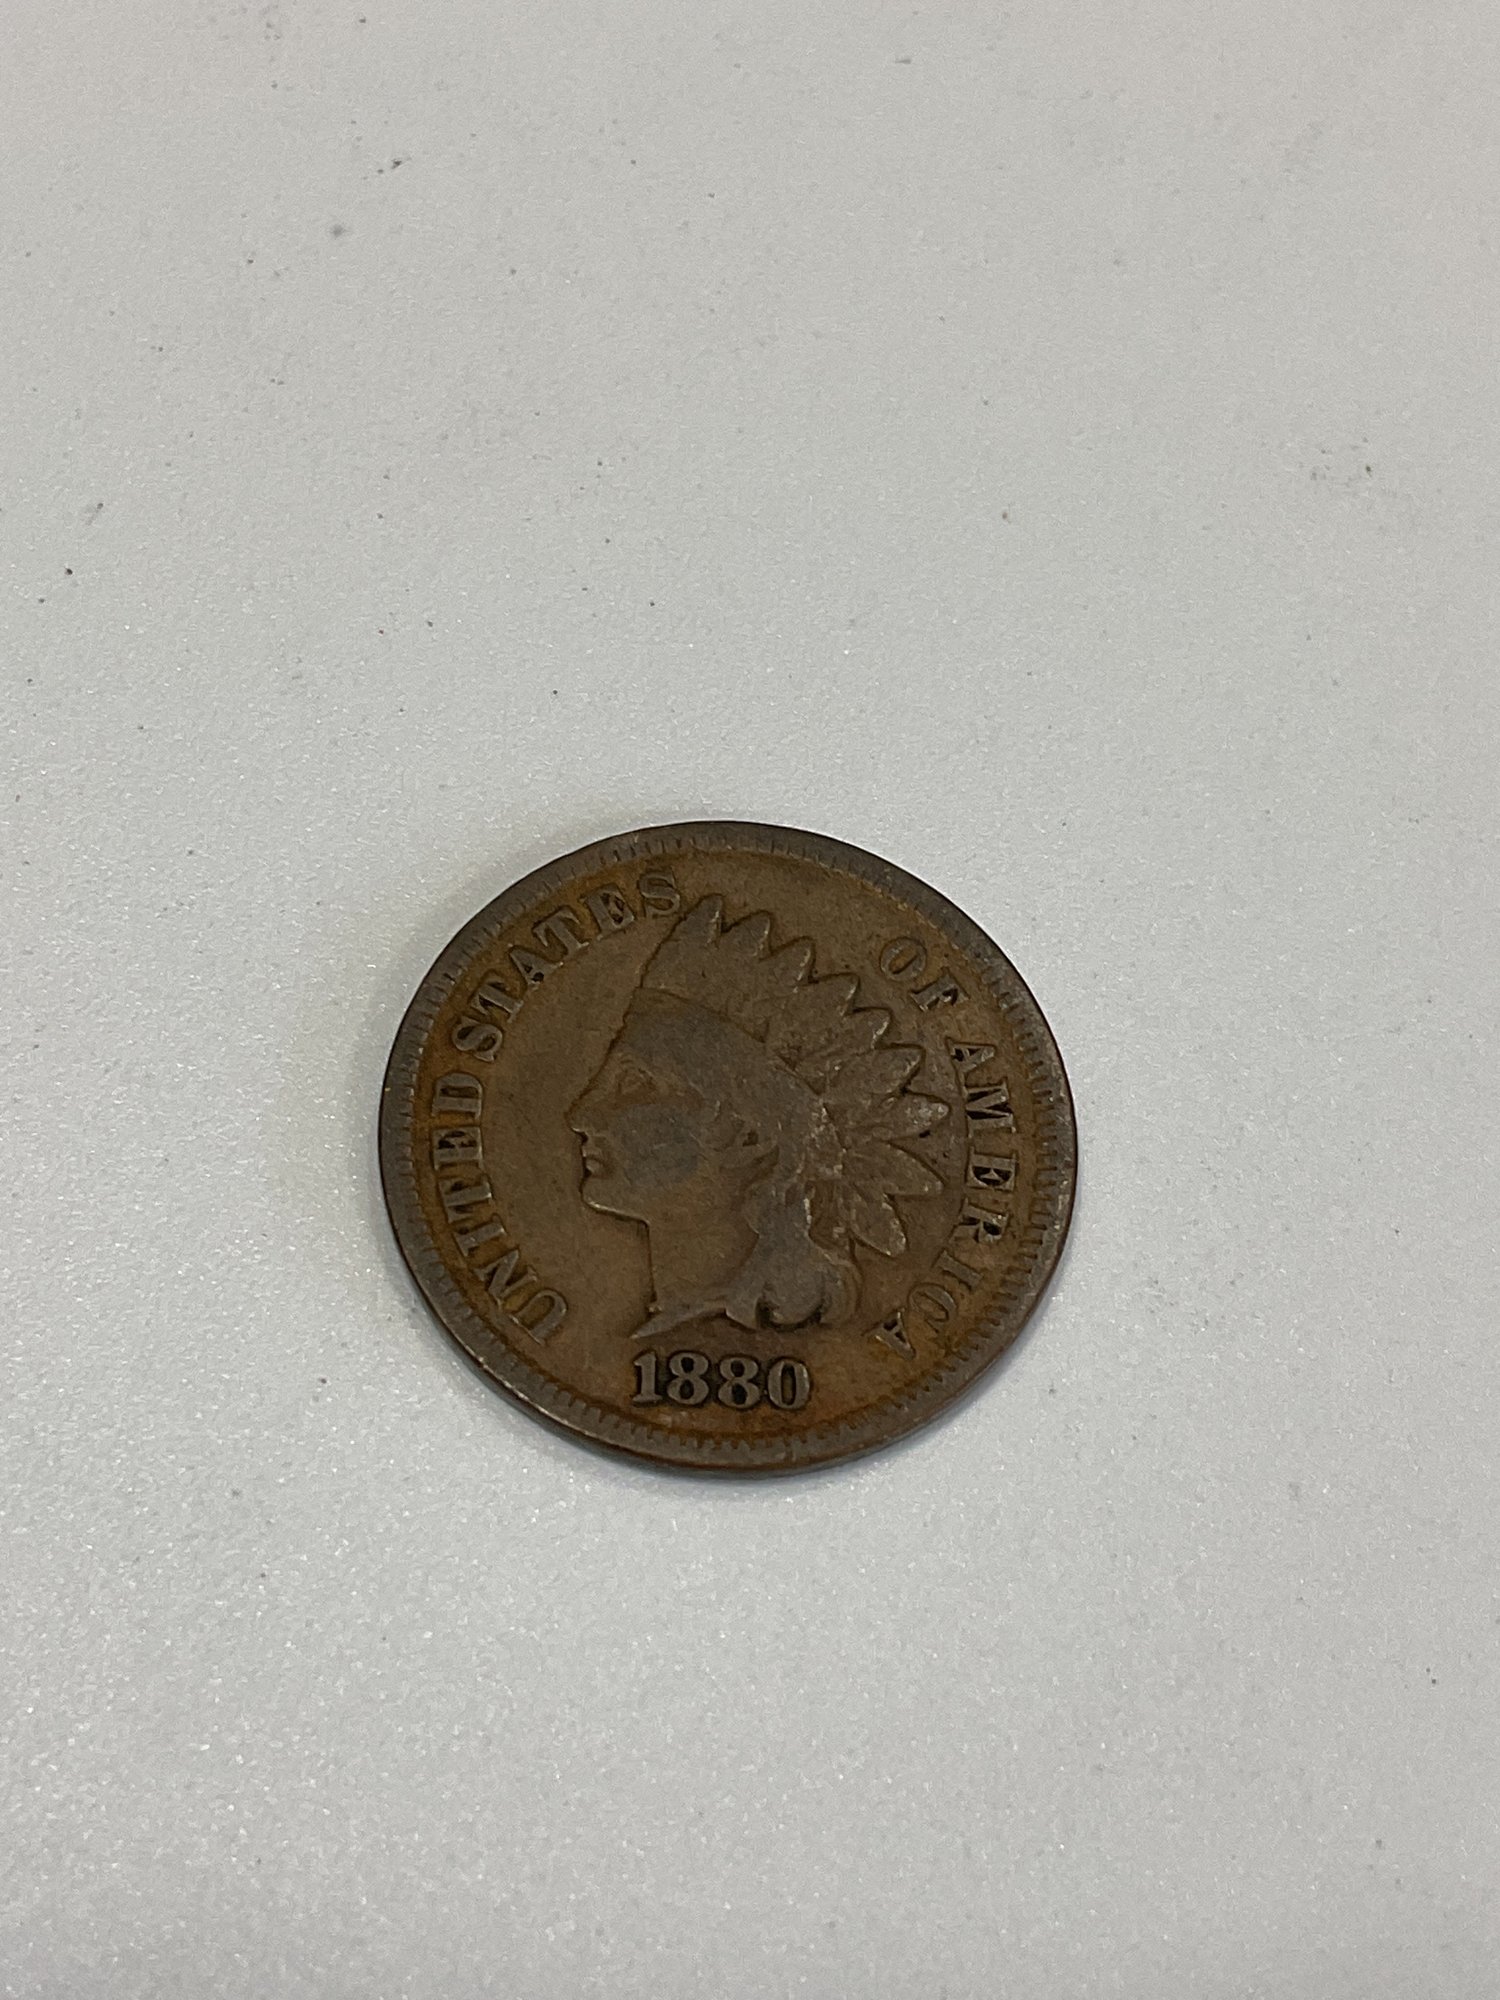 UNITED STATES OF AMERICA
1880